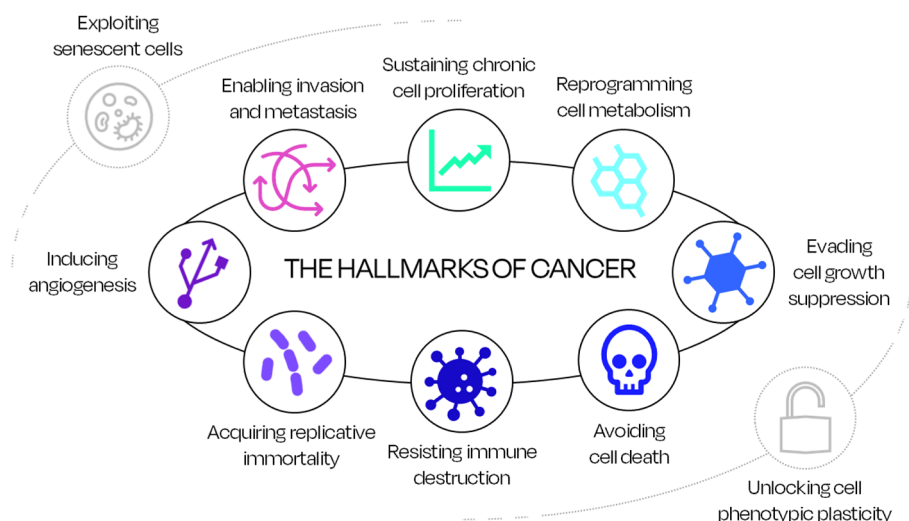 Exploiting
senescent cells
Enabling invasion
and metastasis
Sustaining chronic
cell proliferation
Reprogramming
cell metabolism
Inducing
angiogenesis
THE HALLMARKS OF CANCER
Evading
cell growth
suppression
Acquiring replicative
immortality
Resisting immune
destruction
Avoiding
cell death
Unlocking cell
phenotypic plasticity